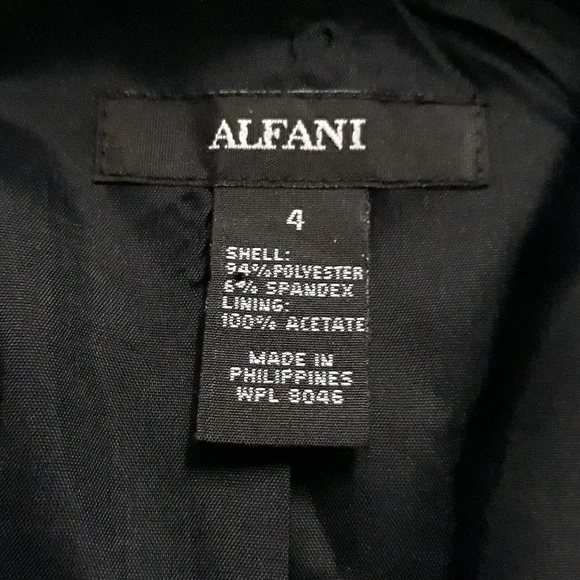 ALFANI
4
SHELL:
94% POLYESTER
6% SPANDEX
LINING:
100% ACETATE
MADE IN
PHILIPPINES
WPL 8046